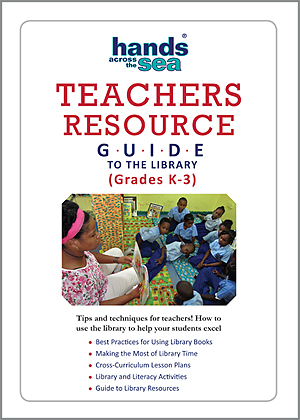 hands®
across the
sea
TEACHERS
RESOURCE
G·U·I·D·E
TO THE LIBRARY
(Grades K-3)
Tips and techniques for teachers! How to
use the library to help your students excel
• Best Practices for Using Library Books
• Making the Most of Library Time
• Cross-Curriculum Lesson Plans
• Library and Literacy Activities
• Guide to Library Resources